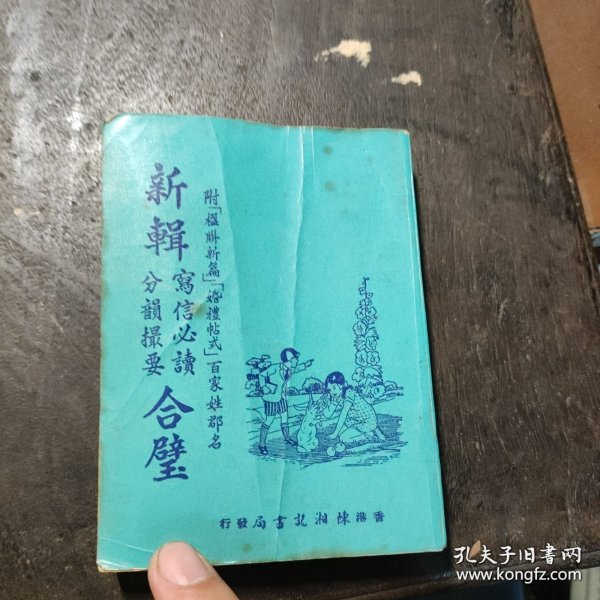 附「楹聯新篇」「婚禮帖式」百家姓郡名
新輯
寫信必讀
分韻撮要
合璧
香港陳湘記書局發行
孔夫子旧书网
www.kongfz.com